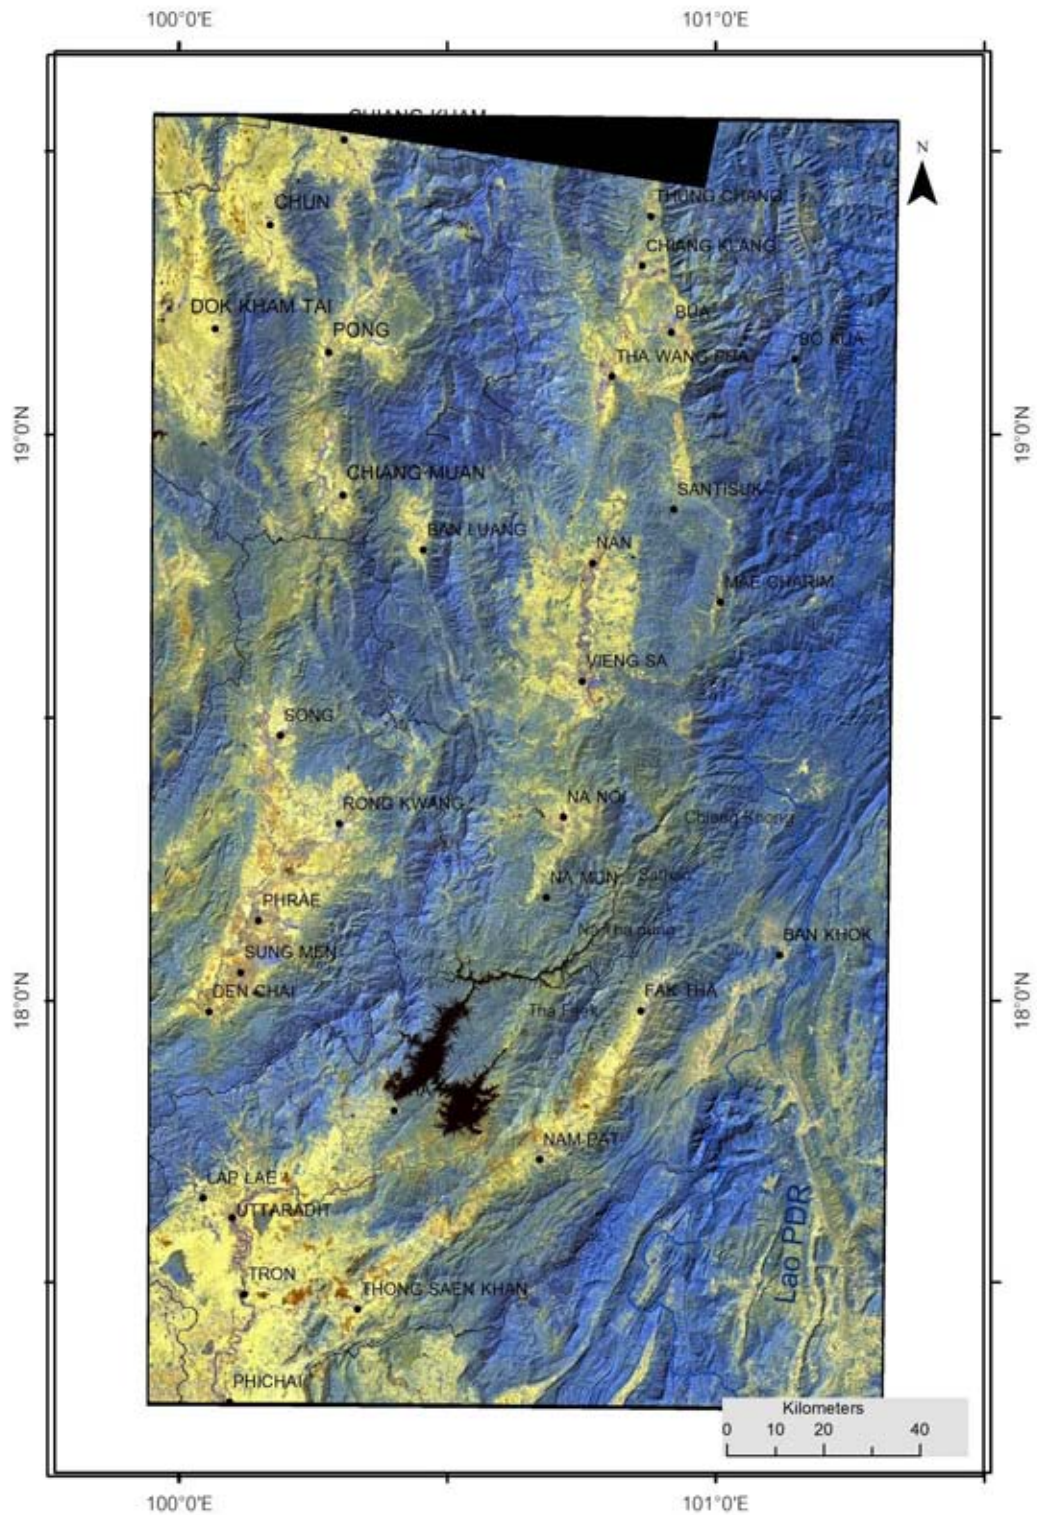 100°0'E 101°0'E
CHIANG KHAM
N
THUNG CHANG
CHUN
CHIANG KLANG
DOK KHAM TAI
PUA
PONG
BO KUA
THA WANG PHA
19°0'N 19°0'N
CHIANG MUAN
SANTISUK
BAN LUANG
NAN
MAE CHARIM
VIENG SA
SONG
NA NOI
RONG KWANG
Chiang Khong
NA MUN
PHRAE
BAN KHOK
SUNG MEN
DEN CHAI
FAK THA
18°0'N 18°0'N
NAM PAT
LAP LAE
UTTARADIT
Lao PDR
TRON
THONG SAEN KHAN
PHICHAI
Kilometers
0 10 20 40
100°0'E 101°0'E